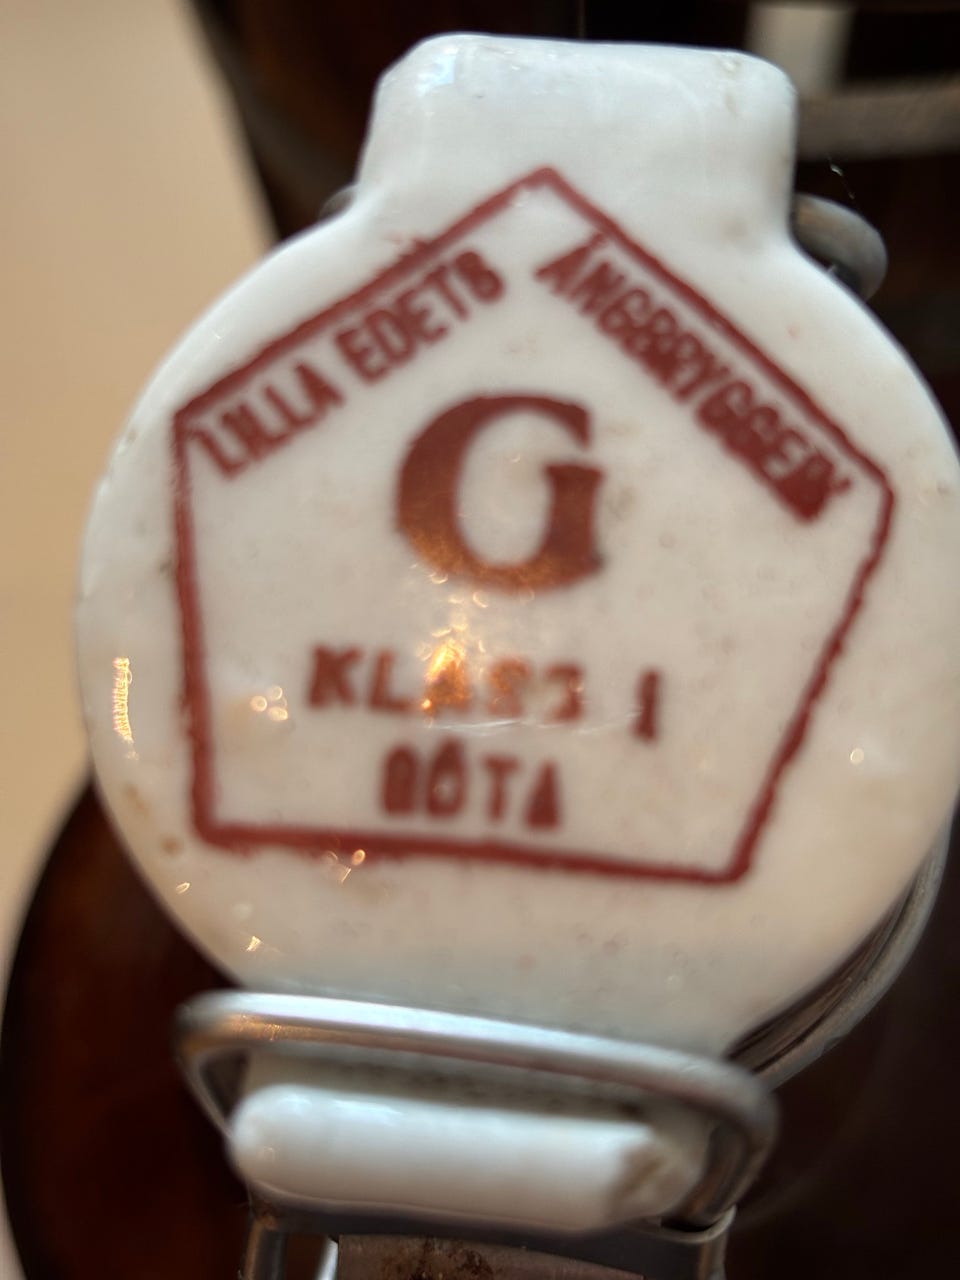 LILLA EDETS
ÅNGBRYGGERI
G
KLASS I
GÖTA